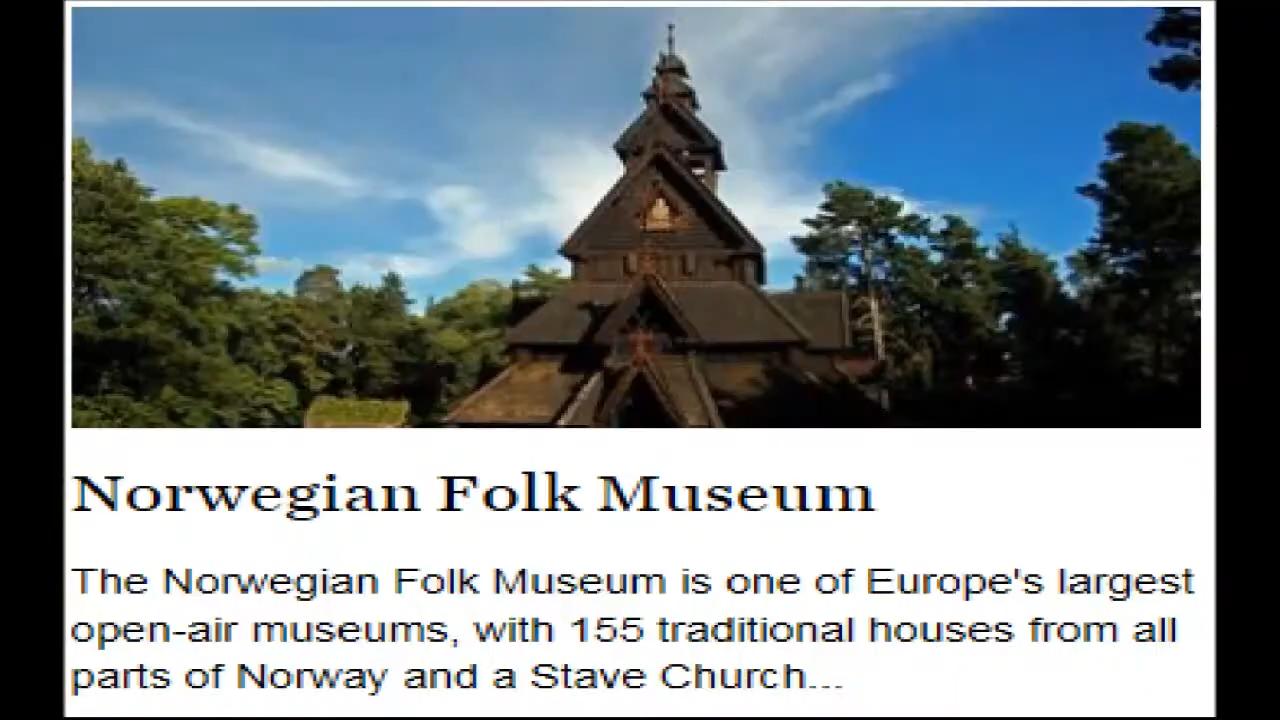 Norwegian Folk Museum
The Norwegian Folk Museum is one of Europe's largest
open-air museums, with 155 traditional houses from all
parts of Norway and a Stave Church...